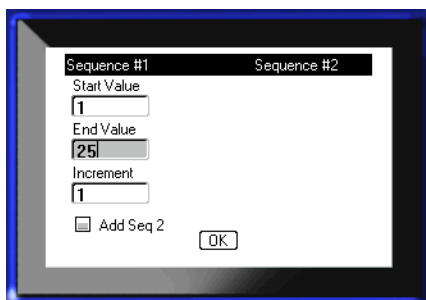 Sequence #1 Sequence #2
Start Value
1
End Value
25
Increment
1
Add Seq 2
OK